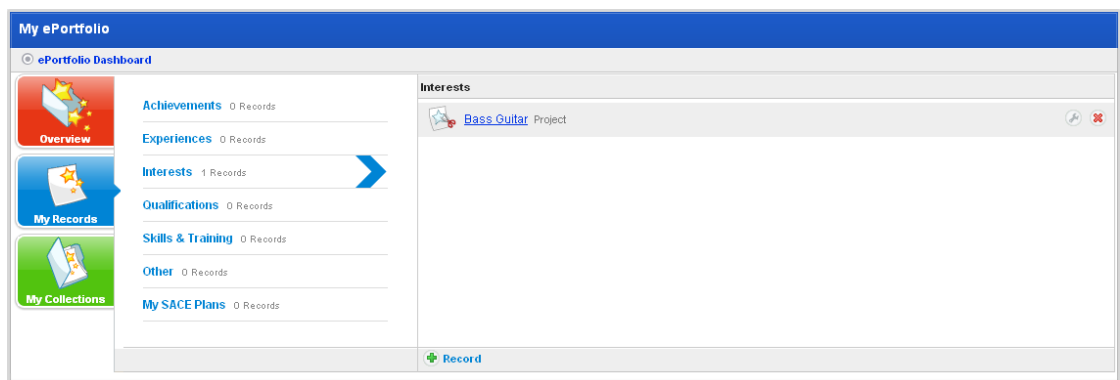 My ePortfolio
ePortfolio Dashboard
Overview
My Records
My Collections
Achievements 0 Records
Experiences 0 Records
Interests 1 Records
Qualifications 0 Records
Skills & Training 0 Records
Other 0 Records
My SACE Plans 0 Records
Interests
Bass Guitar Project
Record